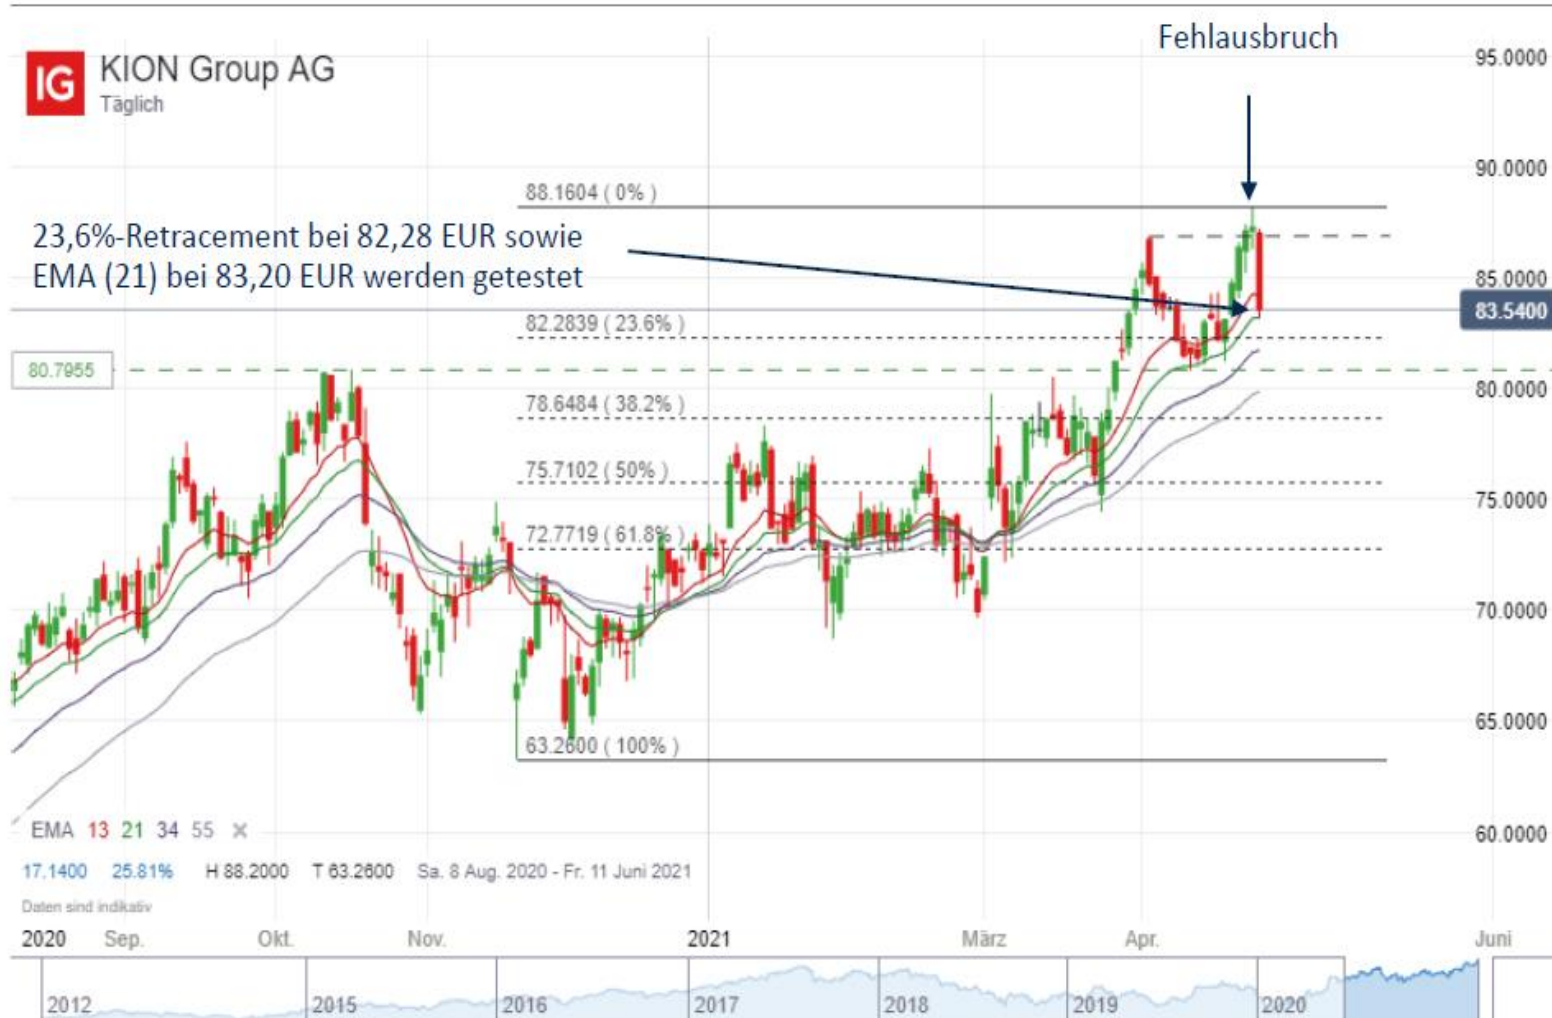 Fehlausbruch
95.0000
IG
KION Group AG
Täglich
90.0000
88.1604 ( 0% )
23,6%-Retracement bei 82,28 EUR sowie
EMA (21) bei 83,20 EUR werden getestet
85.0000
83.5400
82.2839 ( 23.6% )
80.7955
80.0000
78.6484 ( 38.2% )
75.7102 ( 50% )
75.0000
72.7719 ( 61.8% )
70.0000
65.0000
63.2600 ( 100% )
EMA 13 21 34 55 ×
60.0000
17.1400 25.81% H 88.2000 T 63.2600 Sa. 8 Aug. 2020 - Fr. 11 Juni 2021
Daten sind indikativ
2020 Sep. Okt. Nov. 2021 März Apr. Juni
2012 2015 2016 2017 2018 2019 2020